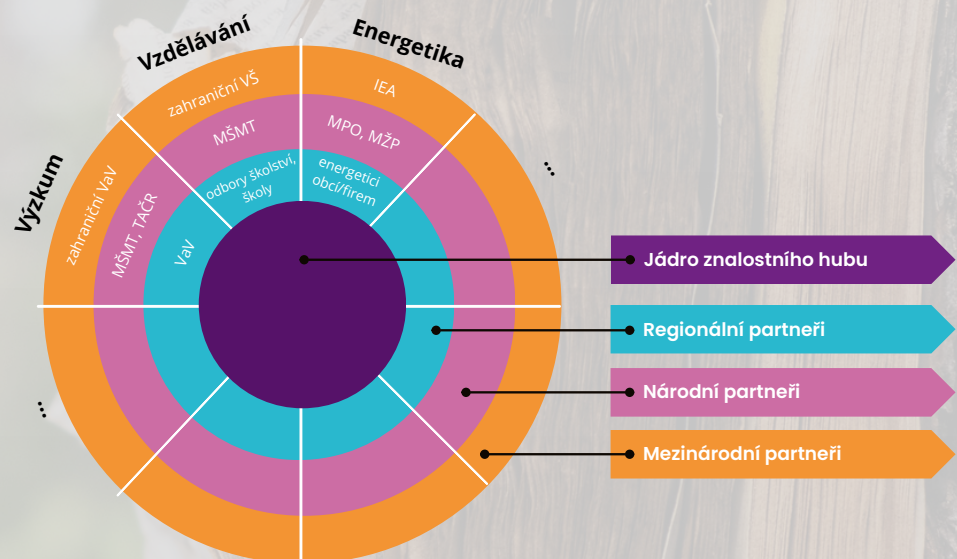 Vzdělávání
Energetika
Výzkum
zahraniční VŠ
IEA
zahraniční VaV
MŠMT
MPO, MŽP
MŠMT, TAČR
odbory školství,
školy
energetici
obcí/firem
VaV
...
...
Jádro znalostního hubu
Regionální partneři
Národní partneři
Mezinárodní partneři